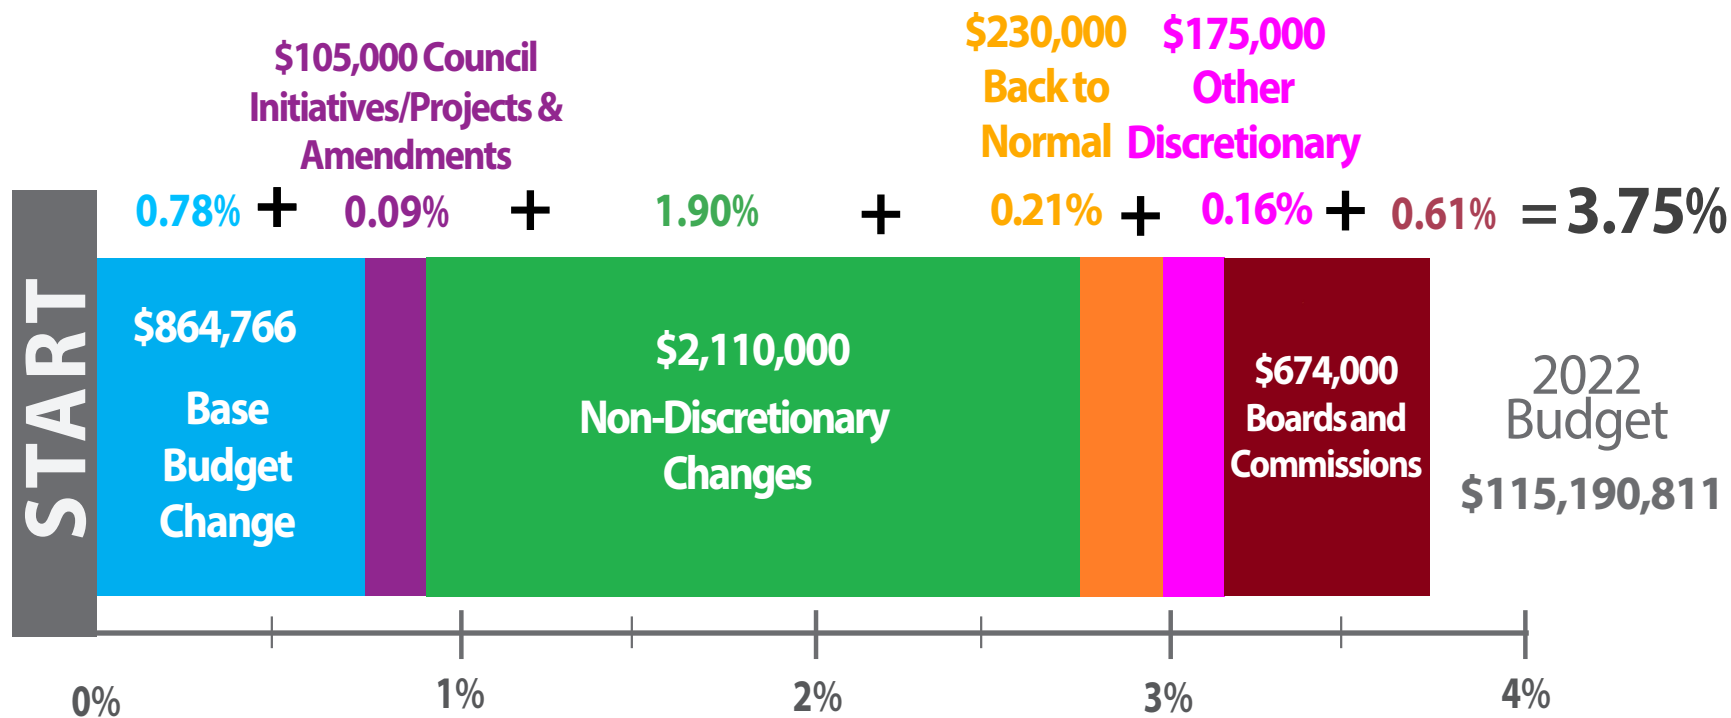 $105,000 Council
Initiatives/Projects &
Amendments
$230,000
Back to
Normal
$175,000
Other
Discretionary
0.78% + 0.09% + 1.90% + 0.21% + 0.16% + 0.61% = 3.75%
START
$864,766
Base
Budget
Change
$2,110,000
Non-Discretionary
Changes
$674,000
Boards and
Commissions
2022
Budget
$115,190,811
0% 1% 2% 3% 4%